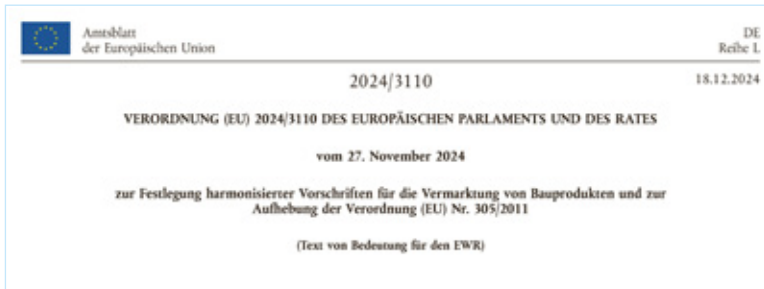 Amtsblatt
der Europäischen Union
DE
Reihe L
2024/3110
18.12.2024
VERORDNUNG (EU) 2024/3110 DES EUROPÄISCHEN PARLAMENTS UND DES RATES
vom 27. November 2024
zur Festlegung harmonisierter Vorschriften für die Vermarktung von Bauprodukten und zur
Aufhebung der Verordnung (EU) Nr. 305/2011
(Text von Bedeutung für den EWR)